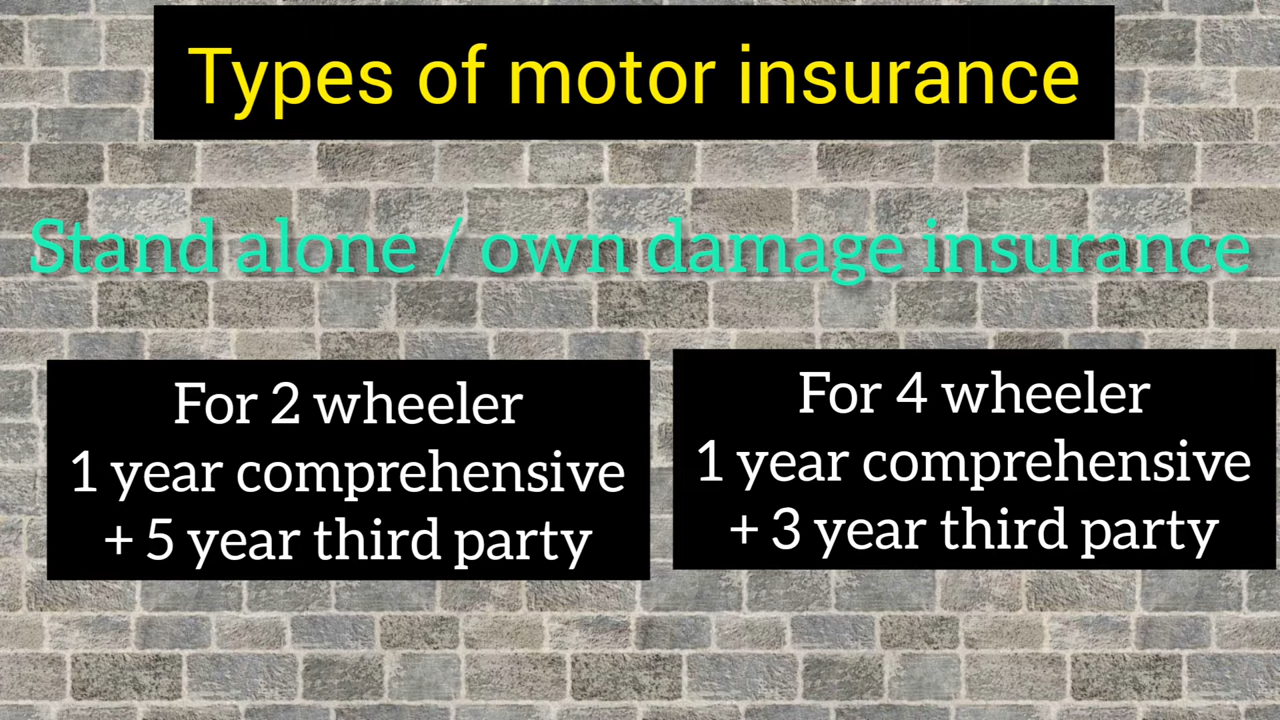 Types of motor insurance
Stand alone / own damage insurance
For 2 wheeler
1 year comprehensive
+ 5 year third party
For 4 wheeler
1 year comprehensive
+ 3 year third party